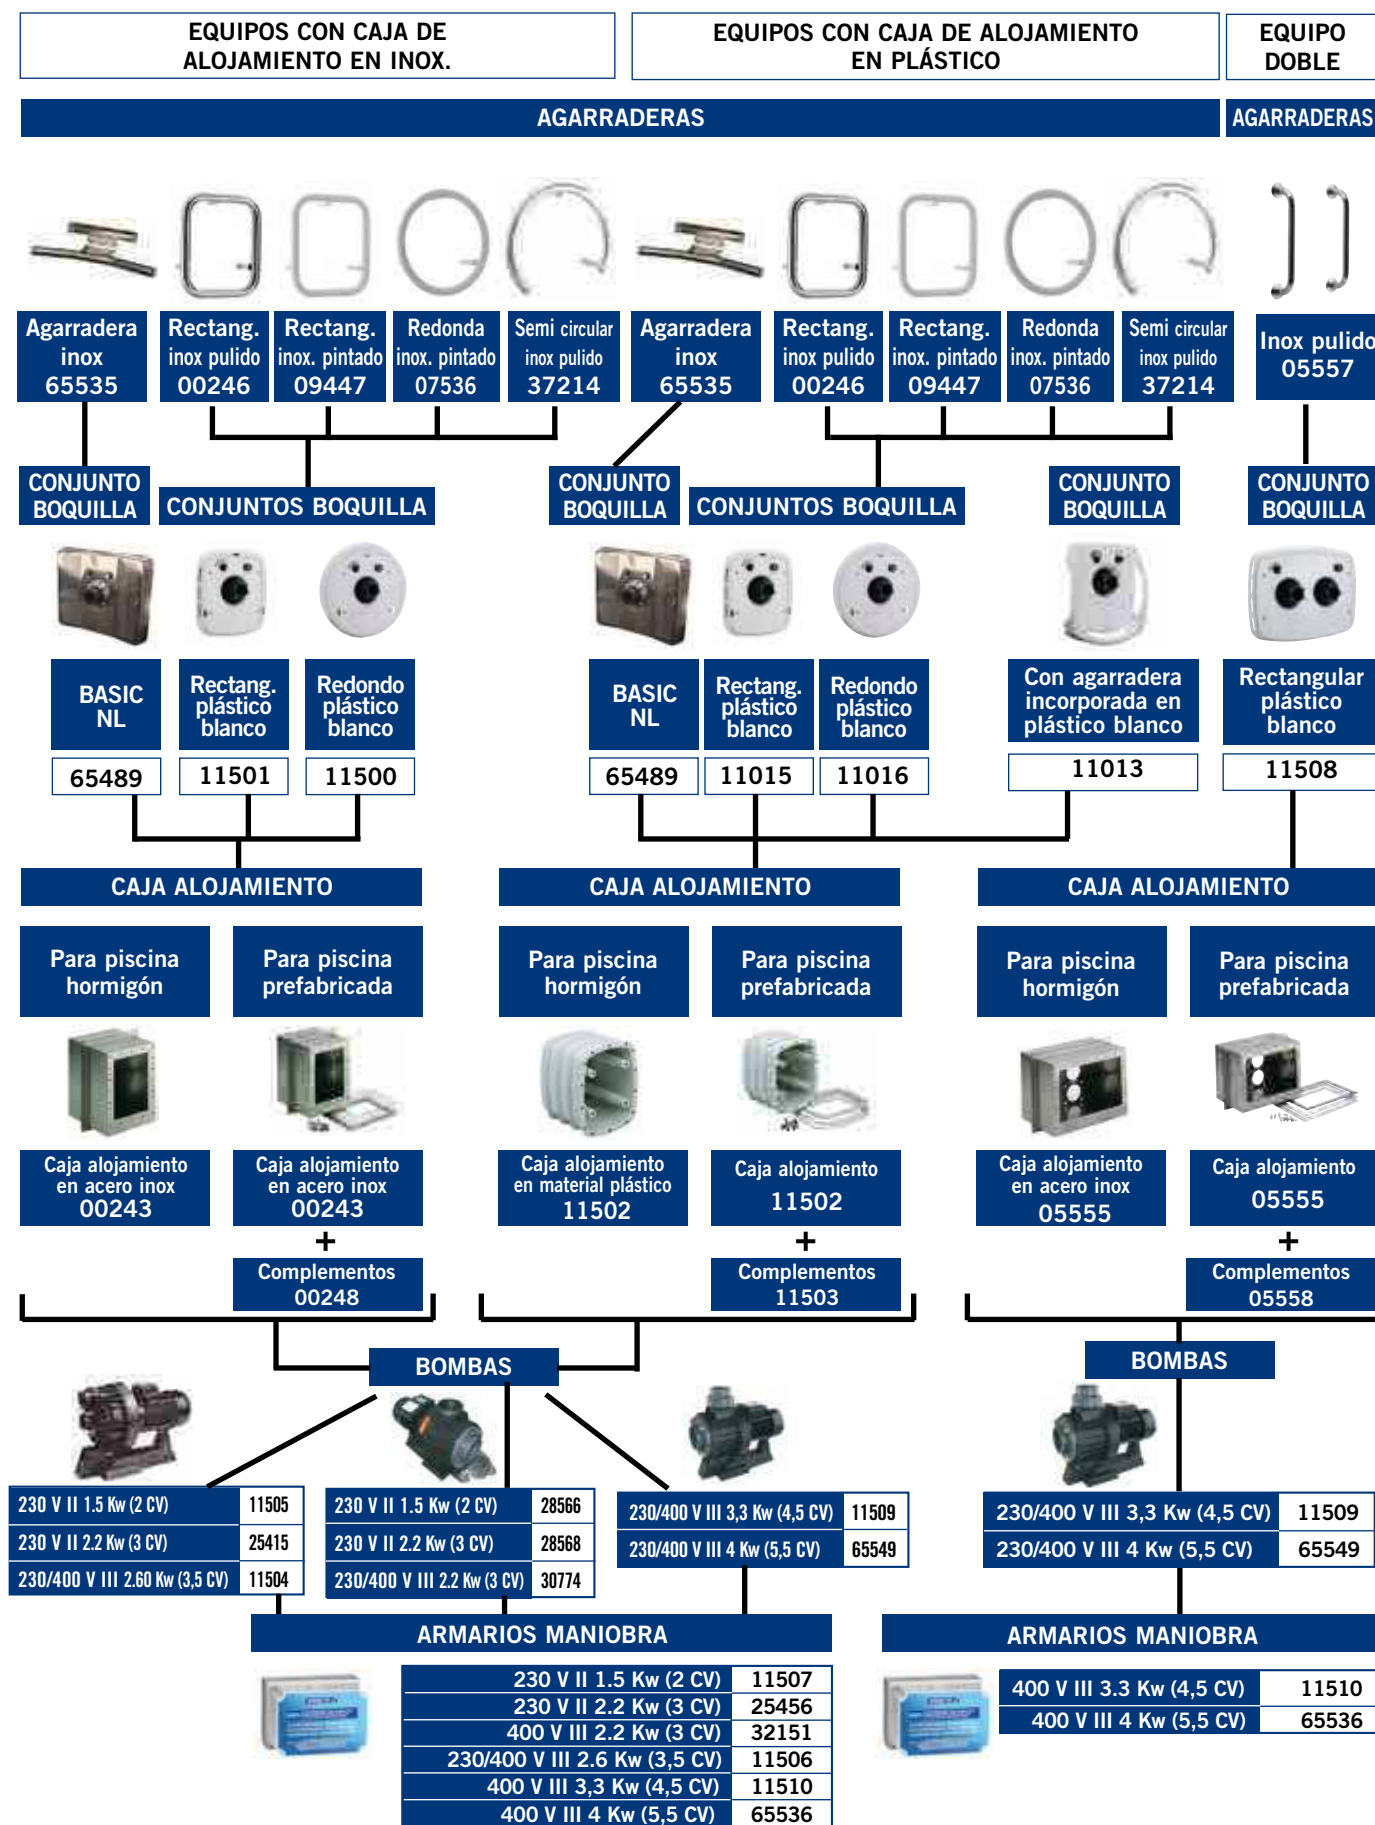 EQUIPOS CON CAJA DE
ALOJAMIENTO EN INOX.
EQUIPOS CON CAJA DE ALOJAMIENTO
EN PLÁSTICO
EQUIPO
DOBLE
AGARRADERAS
AGARRADERAS
Agarradera
inox
65535
Rectang.
inox pulido
00246
Rectang.
inox. pintado
09447
Redonda
inox. pintado
07536
Semi circular
inox pulido
37214
Agarradera
inox
65535
Rectang.
inox pulido
00246
Rectang.
inox. pintado
09447
Redonda
inox. pintado
07536
Semi circular
inox pulido
37214
Inox pulido
05557
CONJUNTO
BOQUILLA
CONJUNTOS BOQUILLA
CONJUNTO
BOQUILLA
CONJUNTOS BOQUILLA
CONJUNTO
BOQUILLA
CONJUNTO
BOQUILLA
BASIC
NL
65489
Rectang.
plástico
blanco
11501
Redondo
plástico
blanco
11500
BASIC
NL
65489
Rectang.
plástico
blanco
11015
Redondo
plástico
blanco
11016
Con agarradera
incorporada en
plástico blanco
11013
Rectangular
plástico
blanco
11508
CAJA ALOJAMIENTO
CAJA ALOJAMIENTO
CAJA ALOJAMIENTO
Para piscina
hormigón
Para piscina
prefabricada
Para piscina
hormigón
Para piscina
prefabricada
Para piscina
hormigón
Para piscina
prefabricada
Caja alojamiento
en acero inox
00243
Caja alojamiento
en acero inox
00243
+
Complementos
00248
Caja alojamiento
en material plástico
11502
Caja alojamiento
11502
+
Complementos
11503
Caja alojamiento
en acero inox
05555
Caja alojamiento
05555
+
Complementos
05558
BOMBAS
BOMBAS
230 V II 1.5 Kw (2 CV) 11505
230 V II 2.2 Kw (3 CV) 25415
230/400 V III 2.60 Kw (3,5 CV) 11504
230 V II 1.5 Kw (2 CV) 28566
230 V II 2.2 Kw (3 CV) 28568
230/400 V III 2.2 Kw (3 CV) 30774
230/400 V III 3,3 Kw (4,5 CV) 11509
230/400 V III 4 Kw (5,5 CV) 65549
230/400 V III 3,3 Kw (4,5 CV) 11509
230/400 V III 4 Kw (5,5 CV) 65549
ARMARIOS MANIOBRA
230 V II 1.5 Kw (2 CV) 11507
230 V II 2.2 Kw (3 CV) 25456
400 V III 2.2 Kw (3 CV) 32151
230/400 V III 2.6 Kw (3,5 CV) 11506
400 V III 3,3 Kw (4,5 CV) 11510
400 V III 4 Kw (5,5 CV) 65536
ARMARIOS MANIOBRA
400 V III 3.3 Kw (4,5 CV) 11510
400 V III 4 Kw (5,5 CV) 65536